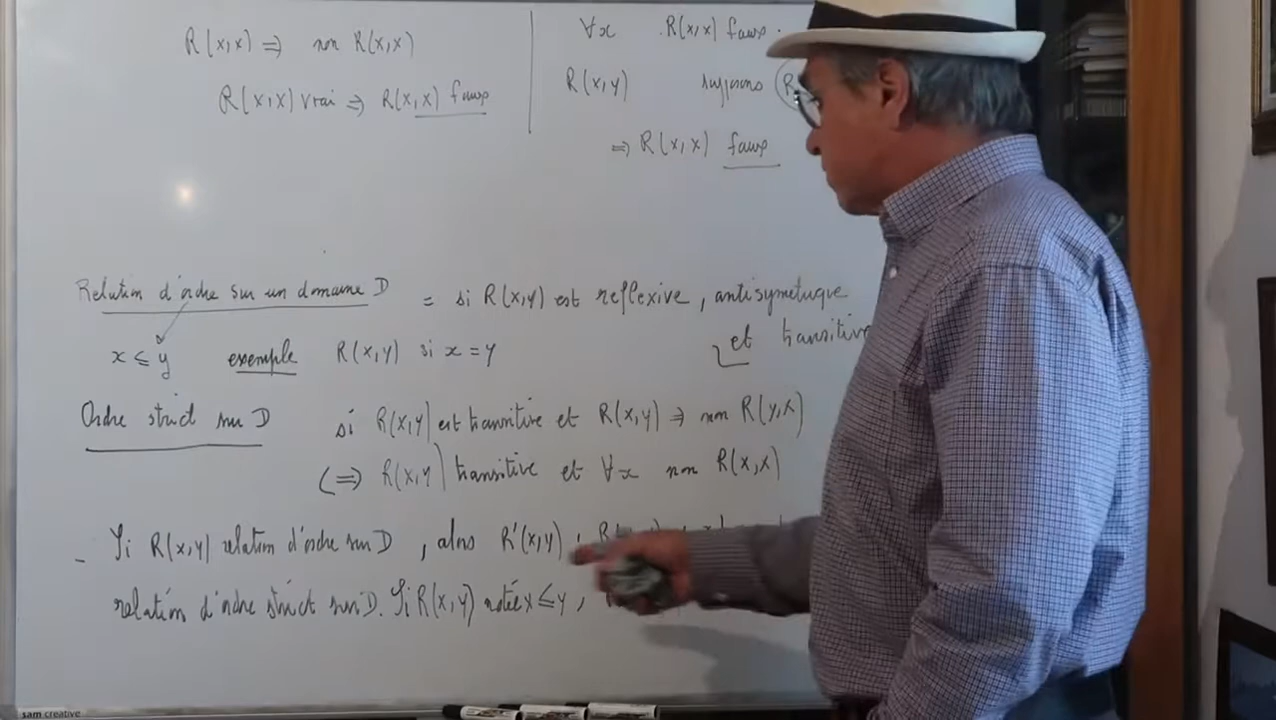 R(x,x) ⇒ non R(x,x)
R(x,x) vrai ⇒ R(x,x) faux
∀x R(x,x) faux.
R(x,y) supposons R
⇒ R(x,x) faux
Relation d'ordre sur un domaine D = si R(x,y) est reflexive, antisymetrique
et transitive
x ≤ y exemple R(x,y) si x = y
Ordre strict sur D si R(x,y) est transitive et R(x,y) ⇒ non R(y,x)
(⇒) R(x,y) transitive et ∀x non R(x,x)
- Si R(x,y) relation d'ordre sur D, alors R'(x,y) :
relation d'ordre strict sur D. Si R(x,y) notée x ≤ y,
sam creative